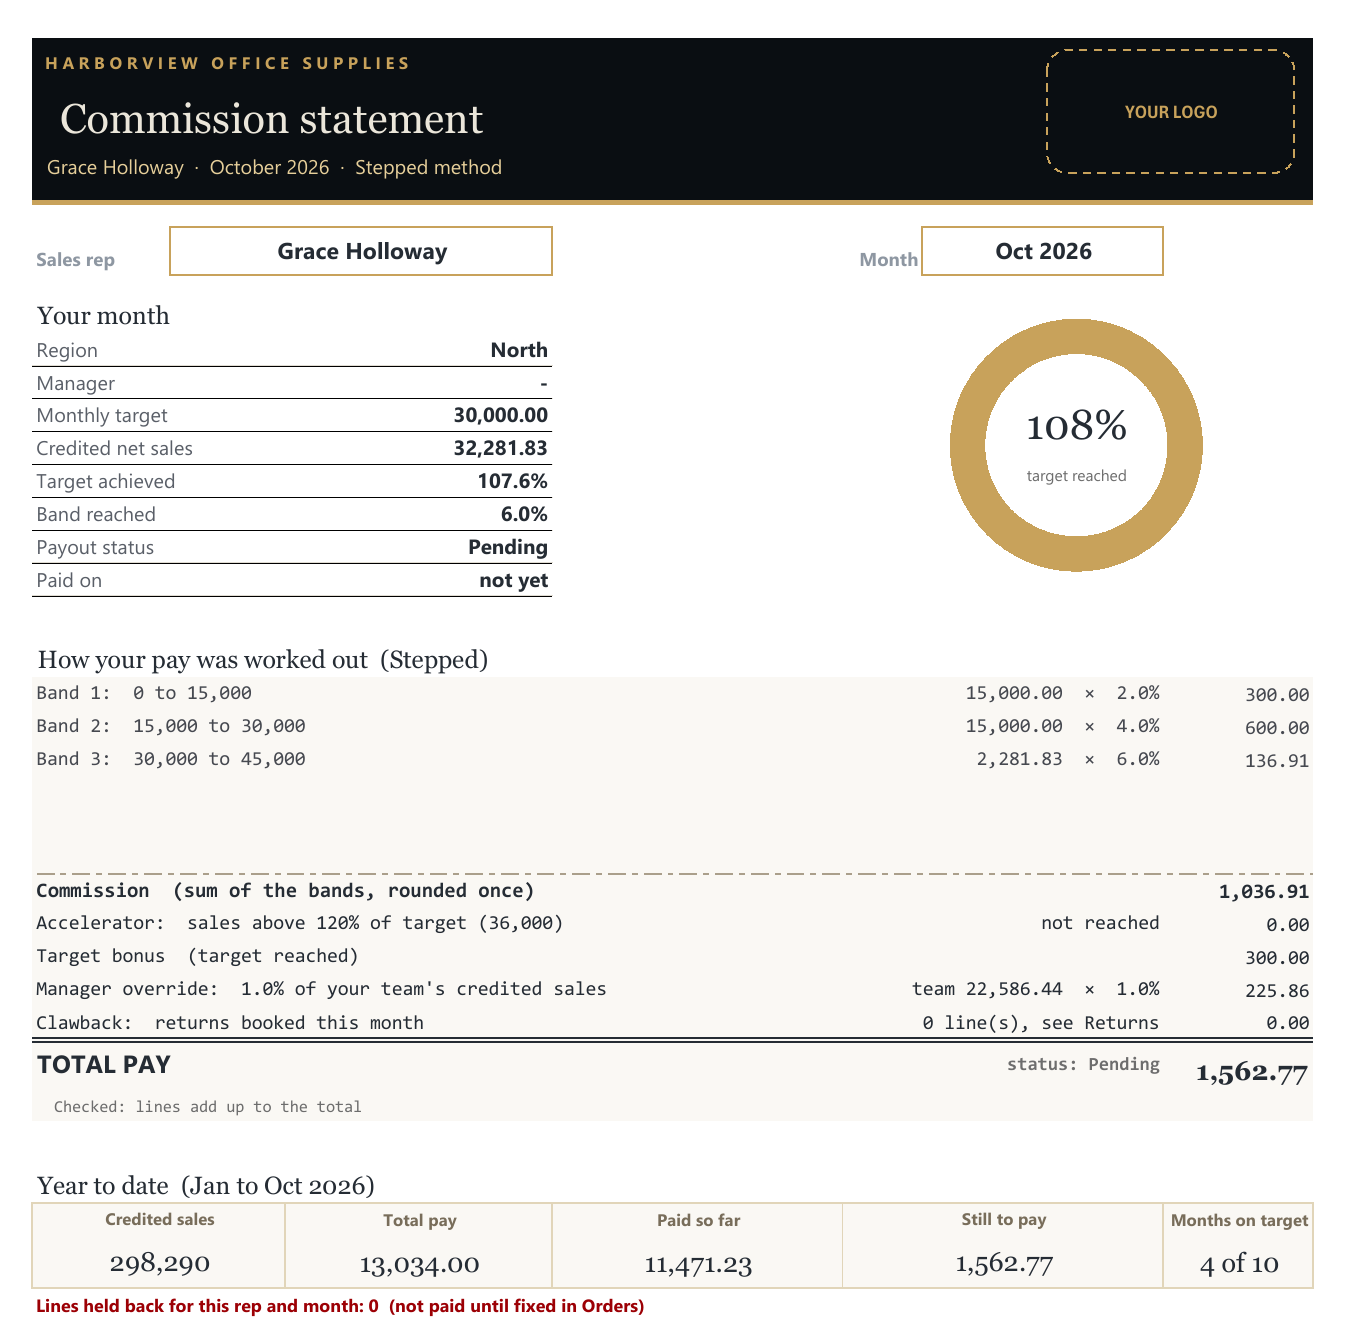 HARBORVIEW OFFICE SUPPLIES
YOUR LOGO
Commission statement
Grace Holloway · October 2026 · Stepped method
Sales rep Grace Holloway Month Oct 2026
Your month
Region North
Manager -
Monthly target 30,000.00
Credited net sales 32,281.83
Target achieved 107.6%
Band reached 6.0%
Payout status Pending
Paid on not yet
108%
target reached
How your pay was worked out (Stepped)
Band 1: 0 to 15,000 15,000.00 × 2.0% 300.00
Band 2: 15,000 to 30,000 15,000.00 × 4.0% 600.00
Band 3: 30,000 to 45,000 2,281.83 × 6.0% 136.91
Commission (sum of the bands, rounded once) 1,036.91
Accelerator: sales above 120% of target (36,000) not reached 0.00
Target bonus (target reached) 300.00
Manager override: 1.0% of your team's credited sales team 22,586.44 × 1.0% 225.86
Clawback: returns booked this month 0 line(s), see Returns 0.00
TOTAL PAY status: Pending 1,562.77
Checked: lines add up to the total
Year to date (Jan to Oct 2026)
Credited sales Total pay Paid so far Still to pay Months on target
298,290 13,034.00 11,471.23 1,562.77 4 of 10
Lines held back for this rep and month: 0 (not paid until fixed in Orders)